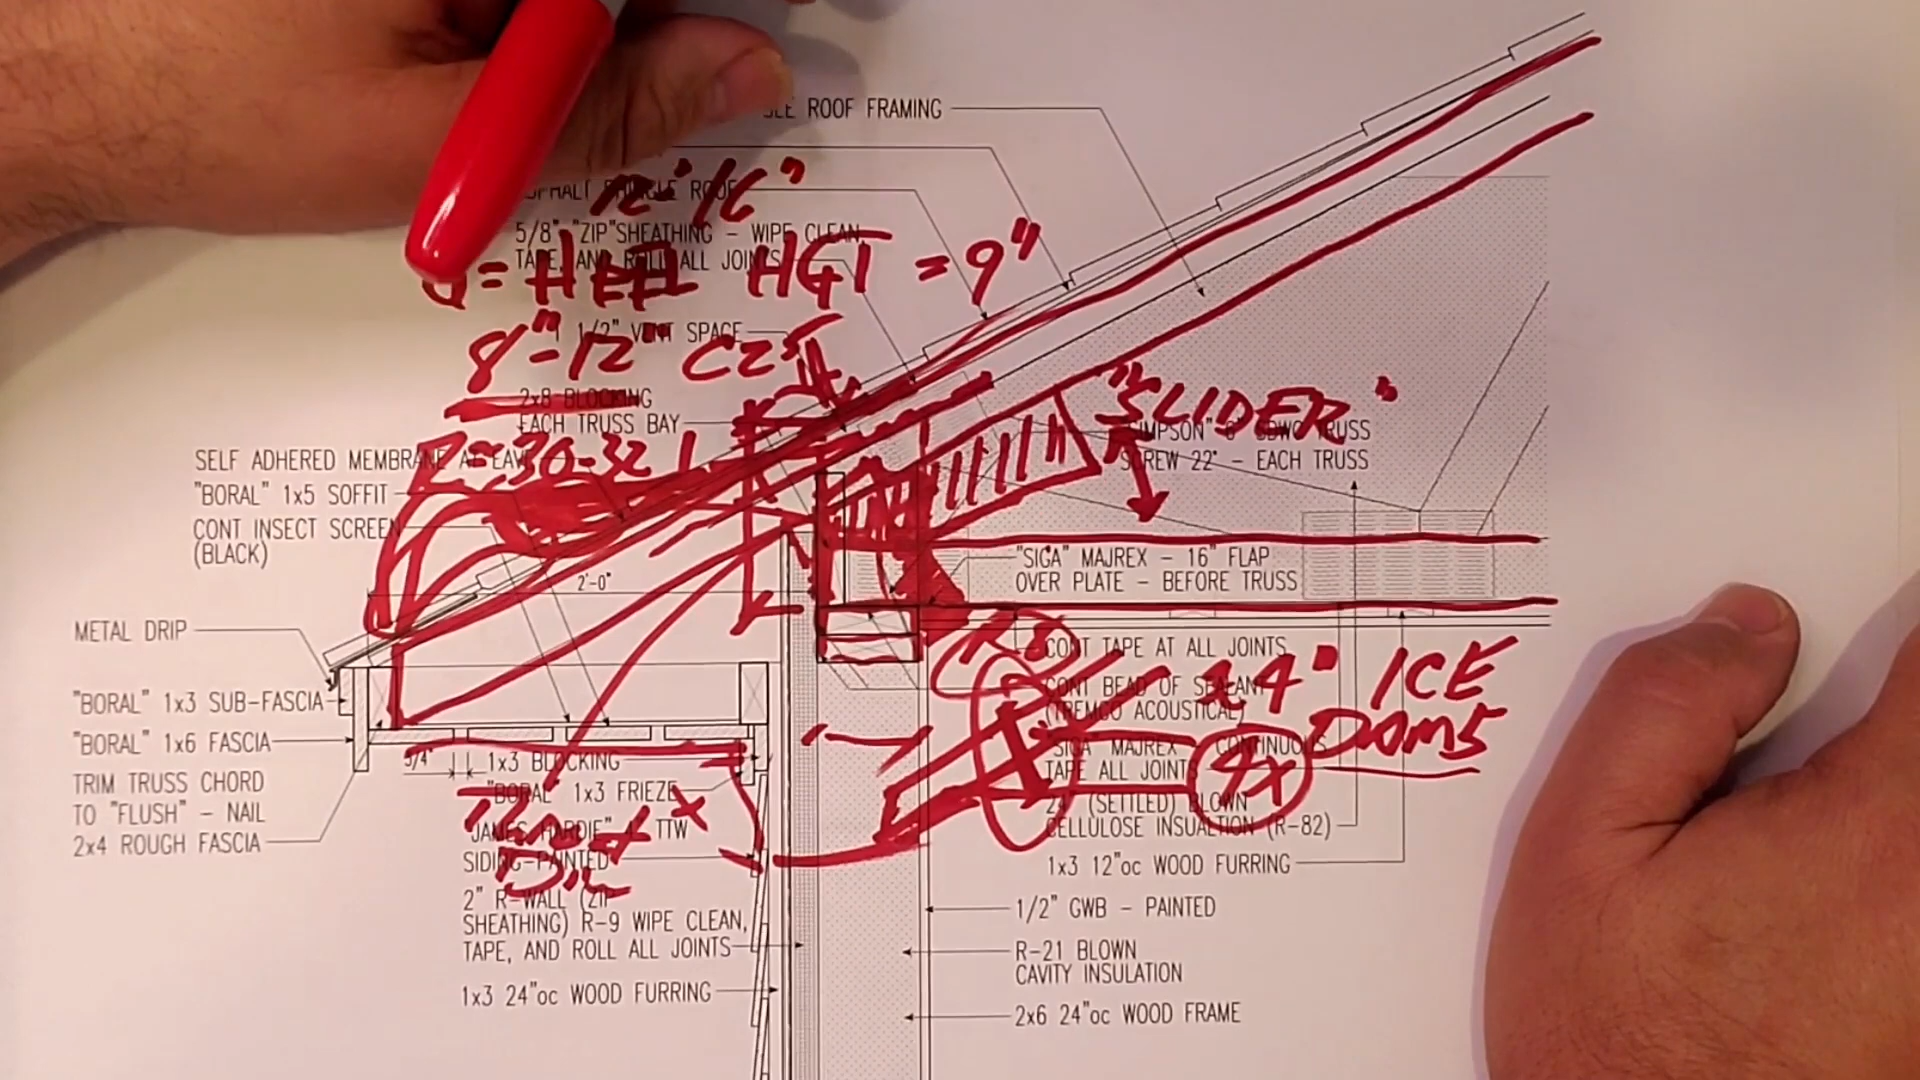 ROOF FRAMING
12" /6"
ASPHALT SHINGLE ROOF
5/8" "ZIP" SHEATHING – WIPE CLEAN,
TAPE, AND ROLL ALL JOINTS
= HEEL HGT = 9"
1 1/2" VENT SPACE
8"-12" CZ5
2x8 BLOCKING
EACH TRUSS BAY
"SLIDER"
"SIMPSON" 6" SDWC TRUSS
SCREW 22° – EACH TRUSS
SELF ADHERED MEMBRANE AT EAVE
R=30-32
"BORAL" 1x5 SOFFIT
CONT INSECT SCREEN
(BLACK)
2'-0"
"SIGA" MAJREX – 16" FLAP
OVER PLATE – BEFORE TRUSS
METAL DRIP
CONT TAPE AT ALL JOINTS
CONT BEAD OF SEALANT
(TREMCO ACOUSTICAL)
24" ICE
DAMS
"BORAL" 1x3 SUB-FASCIA
"BORAL" 1x6 FASCIA
TRIM TRUSS CHORD
TO "FLUSH" – NAIL
2x4 ROUGH FASCIA
3/4"
1x3 BLOCKING
"BORAL" 1x3 FRIEZE
"JAMES HARDIE" TTW
SIDING-PAINTED
2" R-WALL (ZIP
SHEATHING) R-9 WIPE CLEAN,
TAPE, AND ROLL ALL JOINTS
1x3 24"oc WOOD FURRING
"SIGA" MAJREX – CONTINUOUS
TAPE ALL JOINTS
24" (SETTLED) BLOWN
CELLULOSE INSUALTION (R-82)
1x3 12"oc WOOD FURRING
1/2" GWB – PAINTED
R-21 BLOWN
CAVITY INSULATION
2x6 24"oc WOOD FRAME